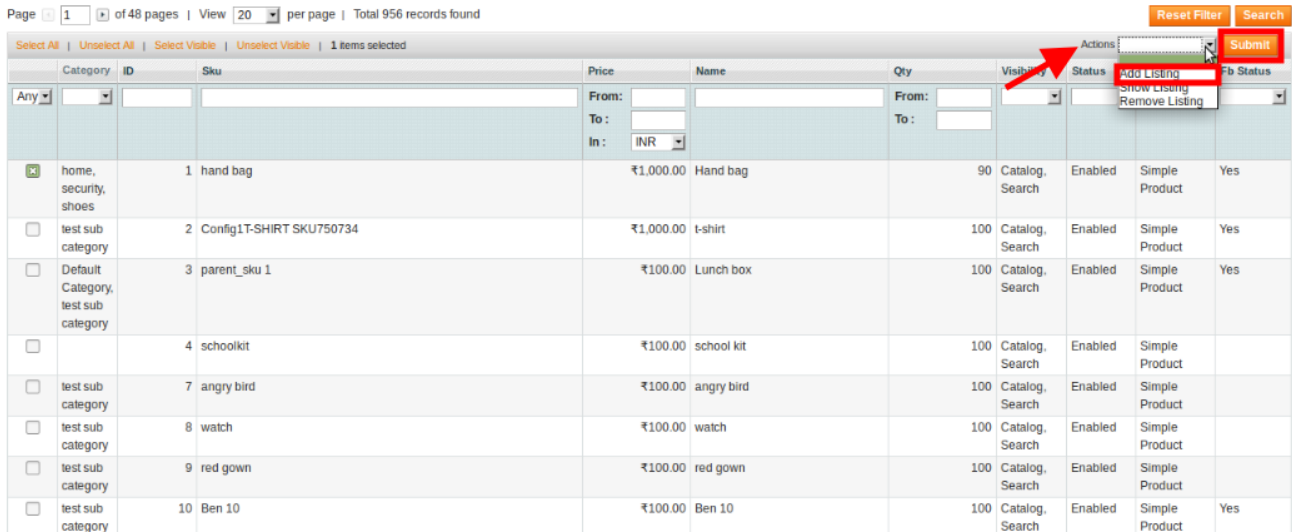 Page 1 of 48 pages | View 20 per page | Total 956 records found
Reset Filter Search
Select All | Unselect All | Select Visible | Unselect Visible | 1 items selected
Actions Submit
Add Listing
Show Listing
Remove Listing
Category ID Sku Price Name Qty Visibility Status Fb Status
Any From: From:
To : To :
In : INR
home, 1 hand bag ₹1,000.00 Hand bag 90 Catalog, Enabled Simple Yes
security, Search Product
shoes
test sub 2 Config1T-SHIRT SKU750734 ₹1,000.00 t-shirt 100 Catalog, Enabled Simple Yes
category Search Product
Default 3 parent_sku 1 ₹100.00 Lunch box 100 Catalog, Enabled Simple Yes
Category, Search Product
test sub
category
4 schoolkit ₹100.00 school kit 100 Catalog, Enabled Simple
Search Product
test sub 7 angry bird ₹100.00 angry bird 100 Catalog, Enabled Simple
category Search Product
test sub 8 watch ₹100.00 watch 100 Catalog, Enabled Simple
category Search Product
test sub 9 red gown ₹100.00 red gown 100 Catalog, Enabled Simple
category Search Product
test sub 10 Ben 10 ₹100.00 Ben 10 100 Catalog, Enabled Simple Yes
category Search Product